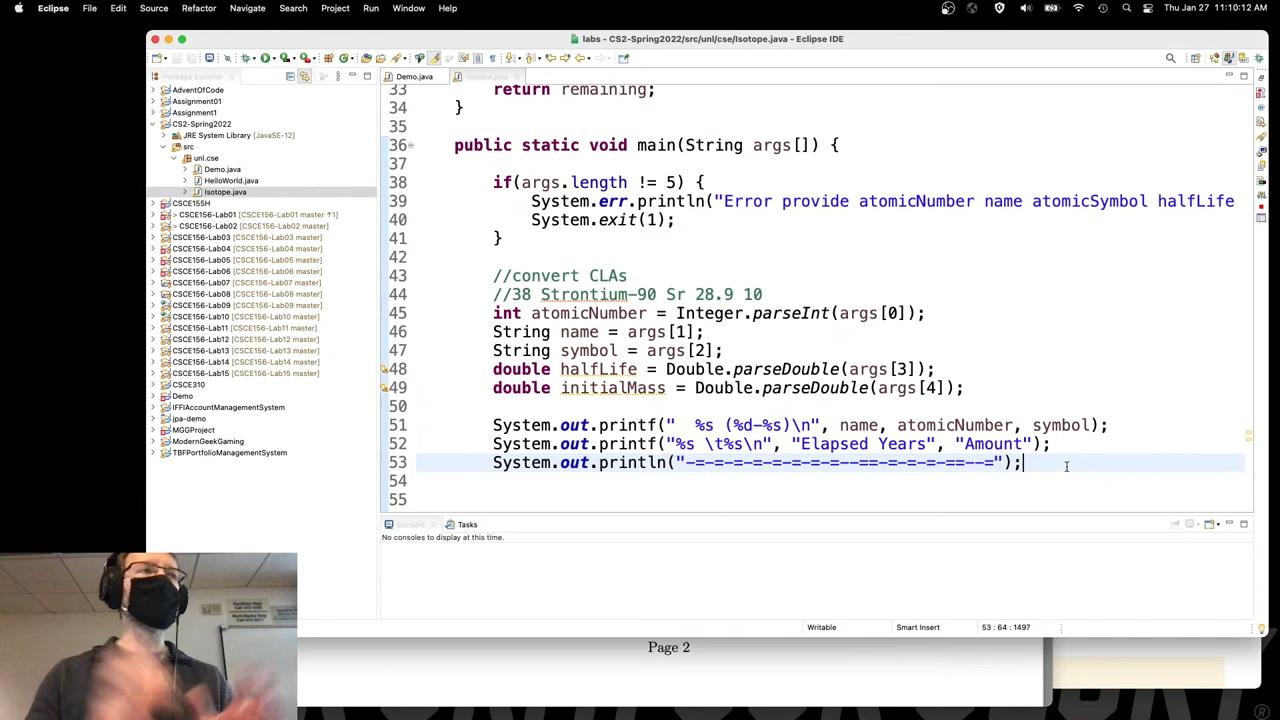 Eclipse File Edit Source Refactor Navigate Search Project Run Window Help Thu Jan 27 11:10:12 AM
labs - CS2-Spring2022/src/unl/cse/Isotope.java - Eclipse IDE
Package Explorer
Demo.java
Isotope.java
AdventOfCode
Assignment01
Assignment1
CS2-Spring2022
JRE System Library [JavaSE-12]
src
unl.cse
Demo.java
HelloWorld.java
Isotope.java
CSCE155H
> CSCE156-Lab01 [CSCE156-Lab01 master ↑1]
> CSCE156-Lab02 [CSCE156-Lab02 master]
CSCE156-Lab03 [CSCE156-Lab03 master]
CSCE156-Lab04 [CSCE156-Lab04 master]
CSCE156-Lab05 [CSCE156-Lab05 master]
CSCE156-Lab06 [CSCE156-Lab06 master]
CSCE156-Lab07 [CSCE156-Lab07 master]
CSCE156-Lab08 [CSCE156-Lab08 master]
CSCE156-Lab09 [CSCE156-Lab09 master]
CSCE156-Lab10 [CSCE156-Lab10 master]
CSCE156-Lab11 [CSCE156-Lab11 master]
CSCE156-Lab12 [CSCE156-Lab12 master]
CSCE156-Lab13 [CSCE156-Lab13 master]
CSCE156-Lab14 [CSCE156-Lab14 master]
CSCE156-Lab15 [CSCE156-Lab15 master]
CSCE310
Demo
IFFIAccountManagementSystem
jpa-demo
MGGProject
ModernGeekGaming
TBFPortfolioManagementSystem
33 return remaining;
34 }
35
36 public static void main(String args[]) {
37
38 if(args.length != 5) {
39 System.err.println("Error provide atomicNumber name atomicSymbol halfLife
40 System.exit(1);
41 }
42
43 //convert CLAs
44 //38 Strontium-90 Sr 28.9 10
45 int atomicNumber = Integer.parseInt(args[0]);
46 String name = args[1];
47 String symbol = args[2];
48 double halfLife = Double.parseDouble(args[3]);
49 double initialMass = Double.parseDouble(args[4]);
50
51 System.out.printf("  %s (%d-%s)\n", name, atomicNumber, symbol);
52 System.out.printf("%s \t%s\n", "Elapsed Years", "Amount");
53 System.out.println("-=-=-=-=-=-=-=-=--==-=-=-=-==--=");
54
55
Console
Tasks
No consoles to display at this time.
Writable Smart Insert 53 : 64 : 1497
Page 2